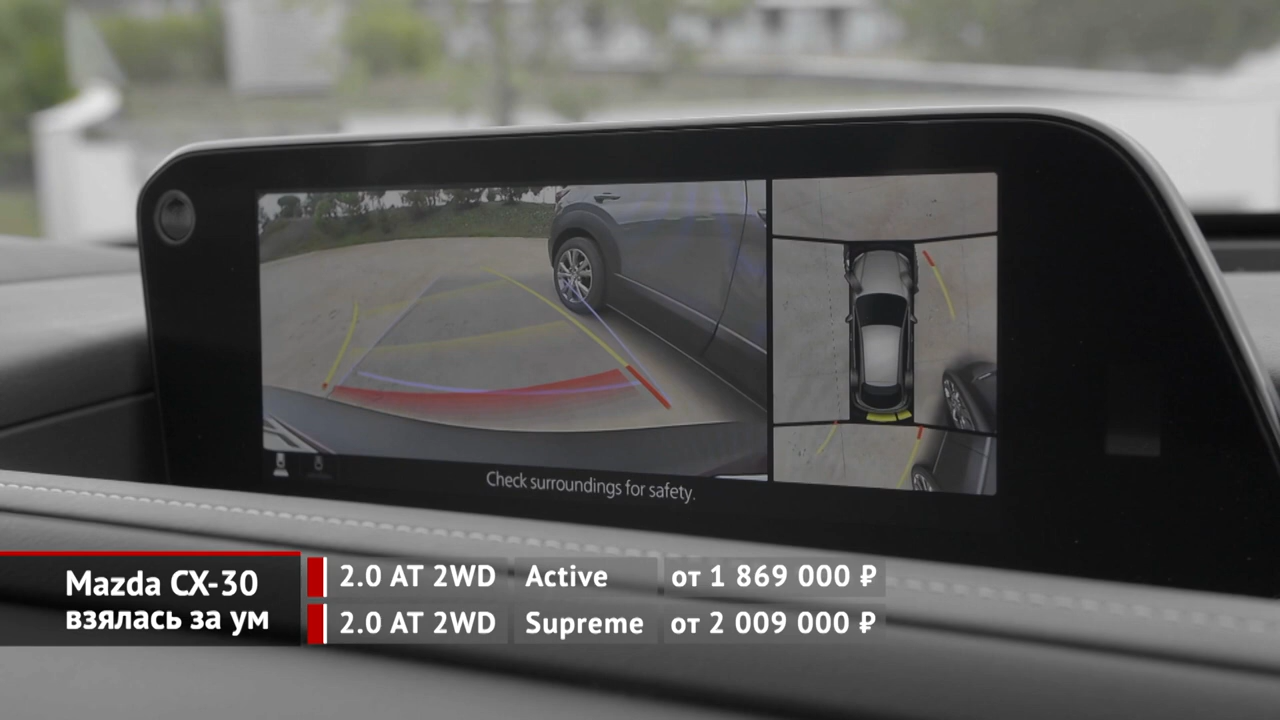 Check surroundings for safety.
Mazda CX-30
взялась за ум
2.0 AT 2WD Active от 1 869 000 ₽
2.0 AT 2WD Supreme от 2 009 000 ₽